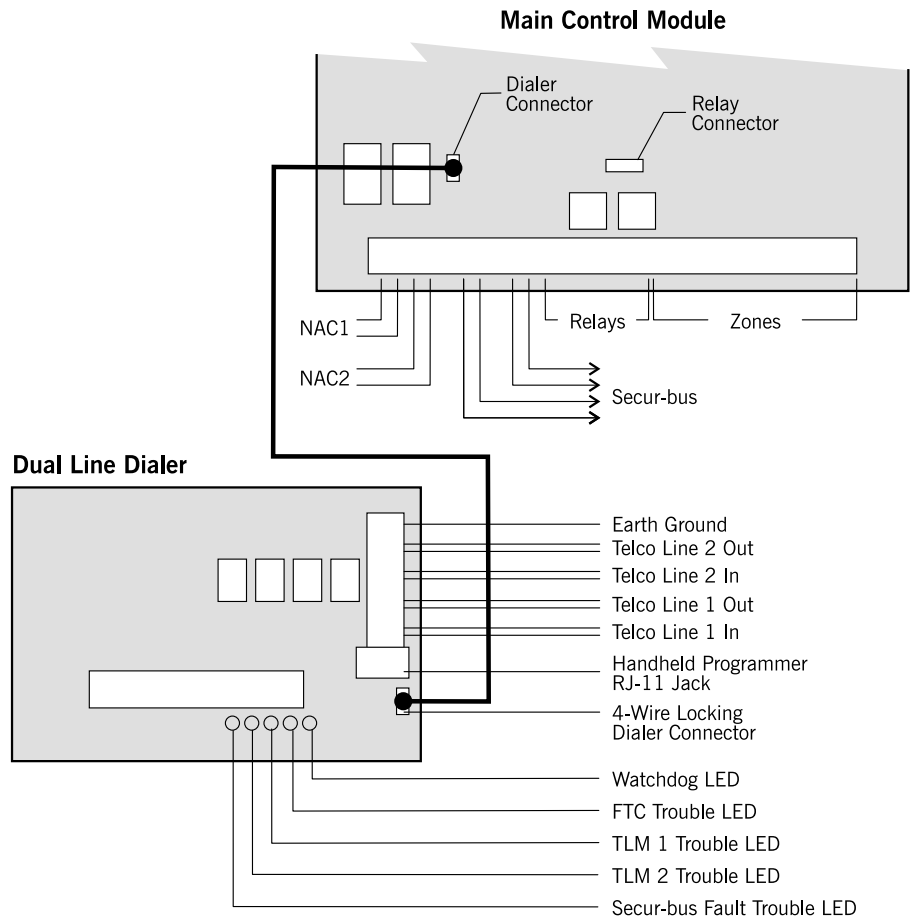 Main Control Module
Dialer
Connector
Relay
Connector
NAC1
Relays
Zones
NAC2
Secur-bus
Dual Line Dialer
Earth Ground
Telco Line 2 Out
Telco Line 2 In
Telco Line 1 Out
Telco Line 1 In
Handheld Programmer
RJ-11 Jack
4-Wire Locking
Dialer Connector
Watchdog LED
FTC Trouble LED
TLM 1 Trouble LED
TLM 2 Trouble LED
Secur-bus Fault Trouble LED